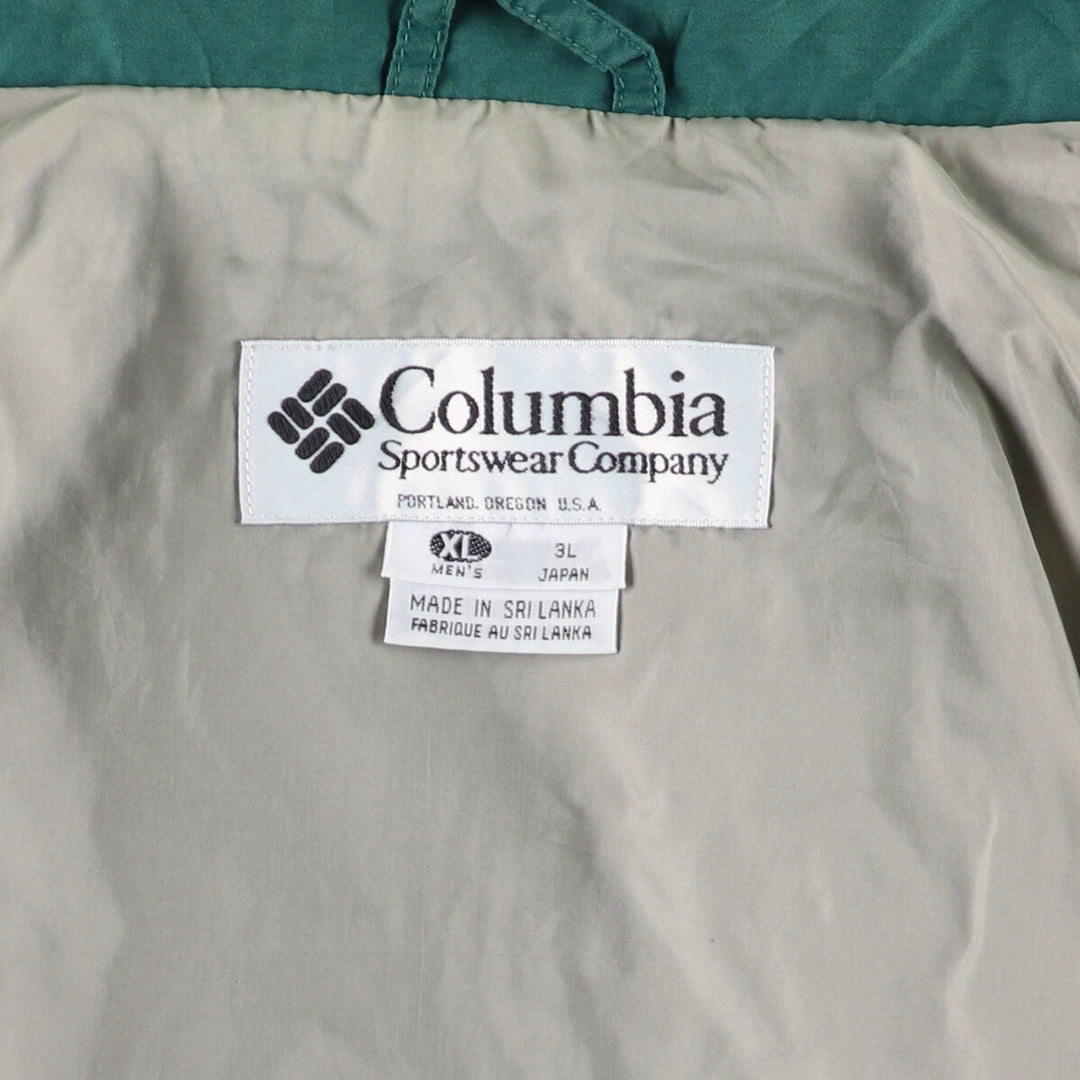 Columbia
Sportswear Company
PORTLAND, OREGON U.S.A.
XL 3L
MEN'S JAPAN
MADE IN SRI LANKA
FABRIQUE AU SRI LANKA